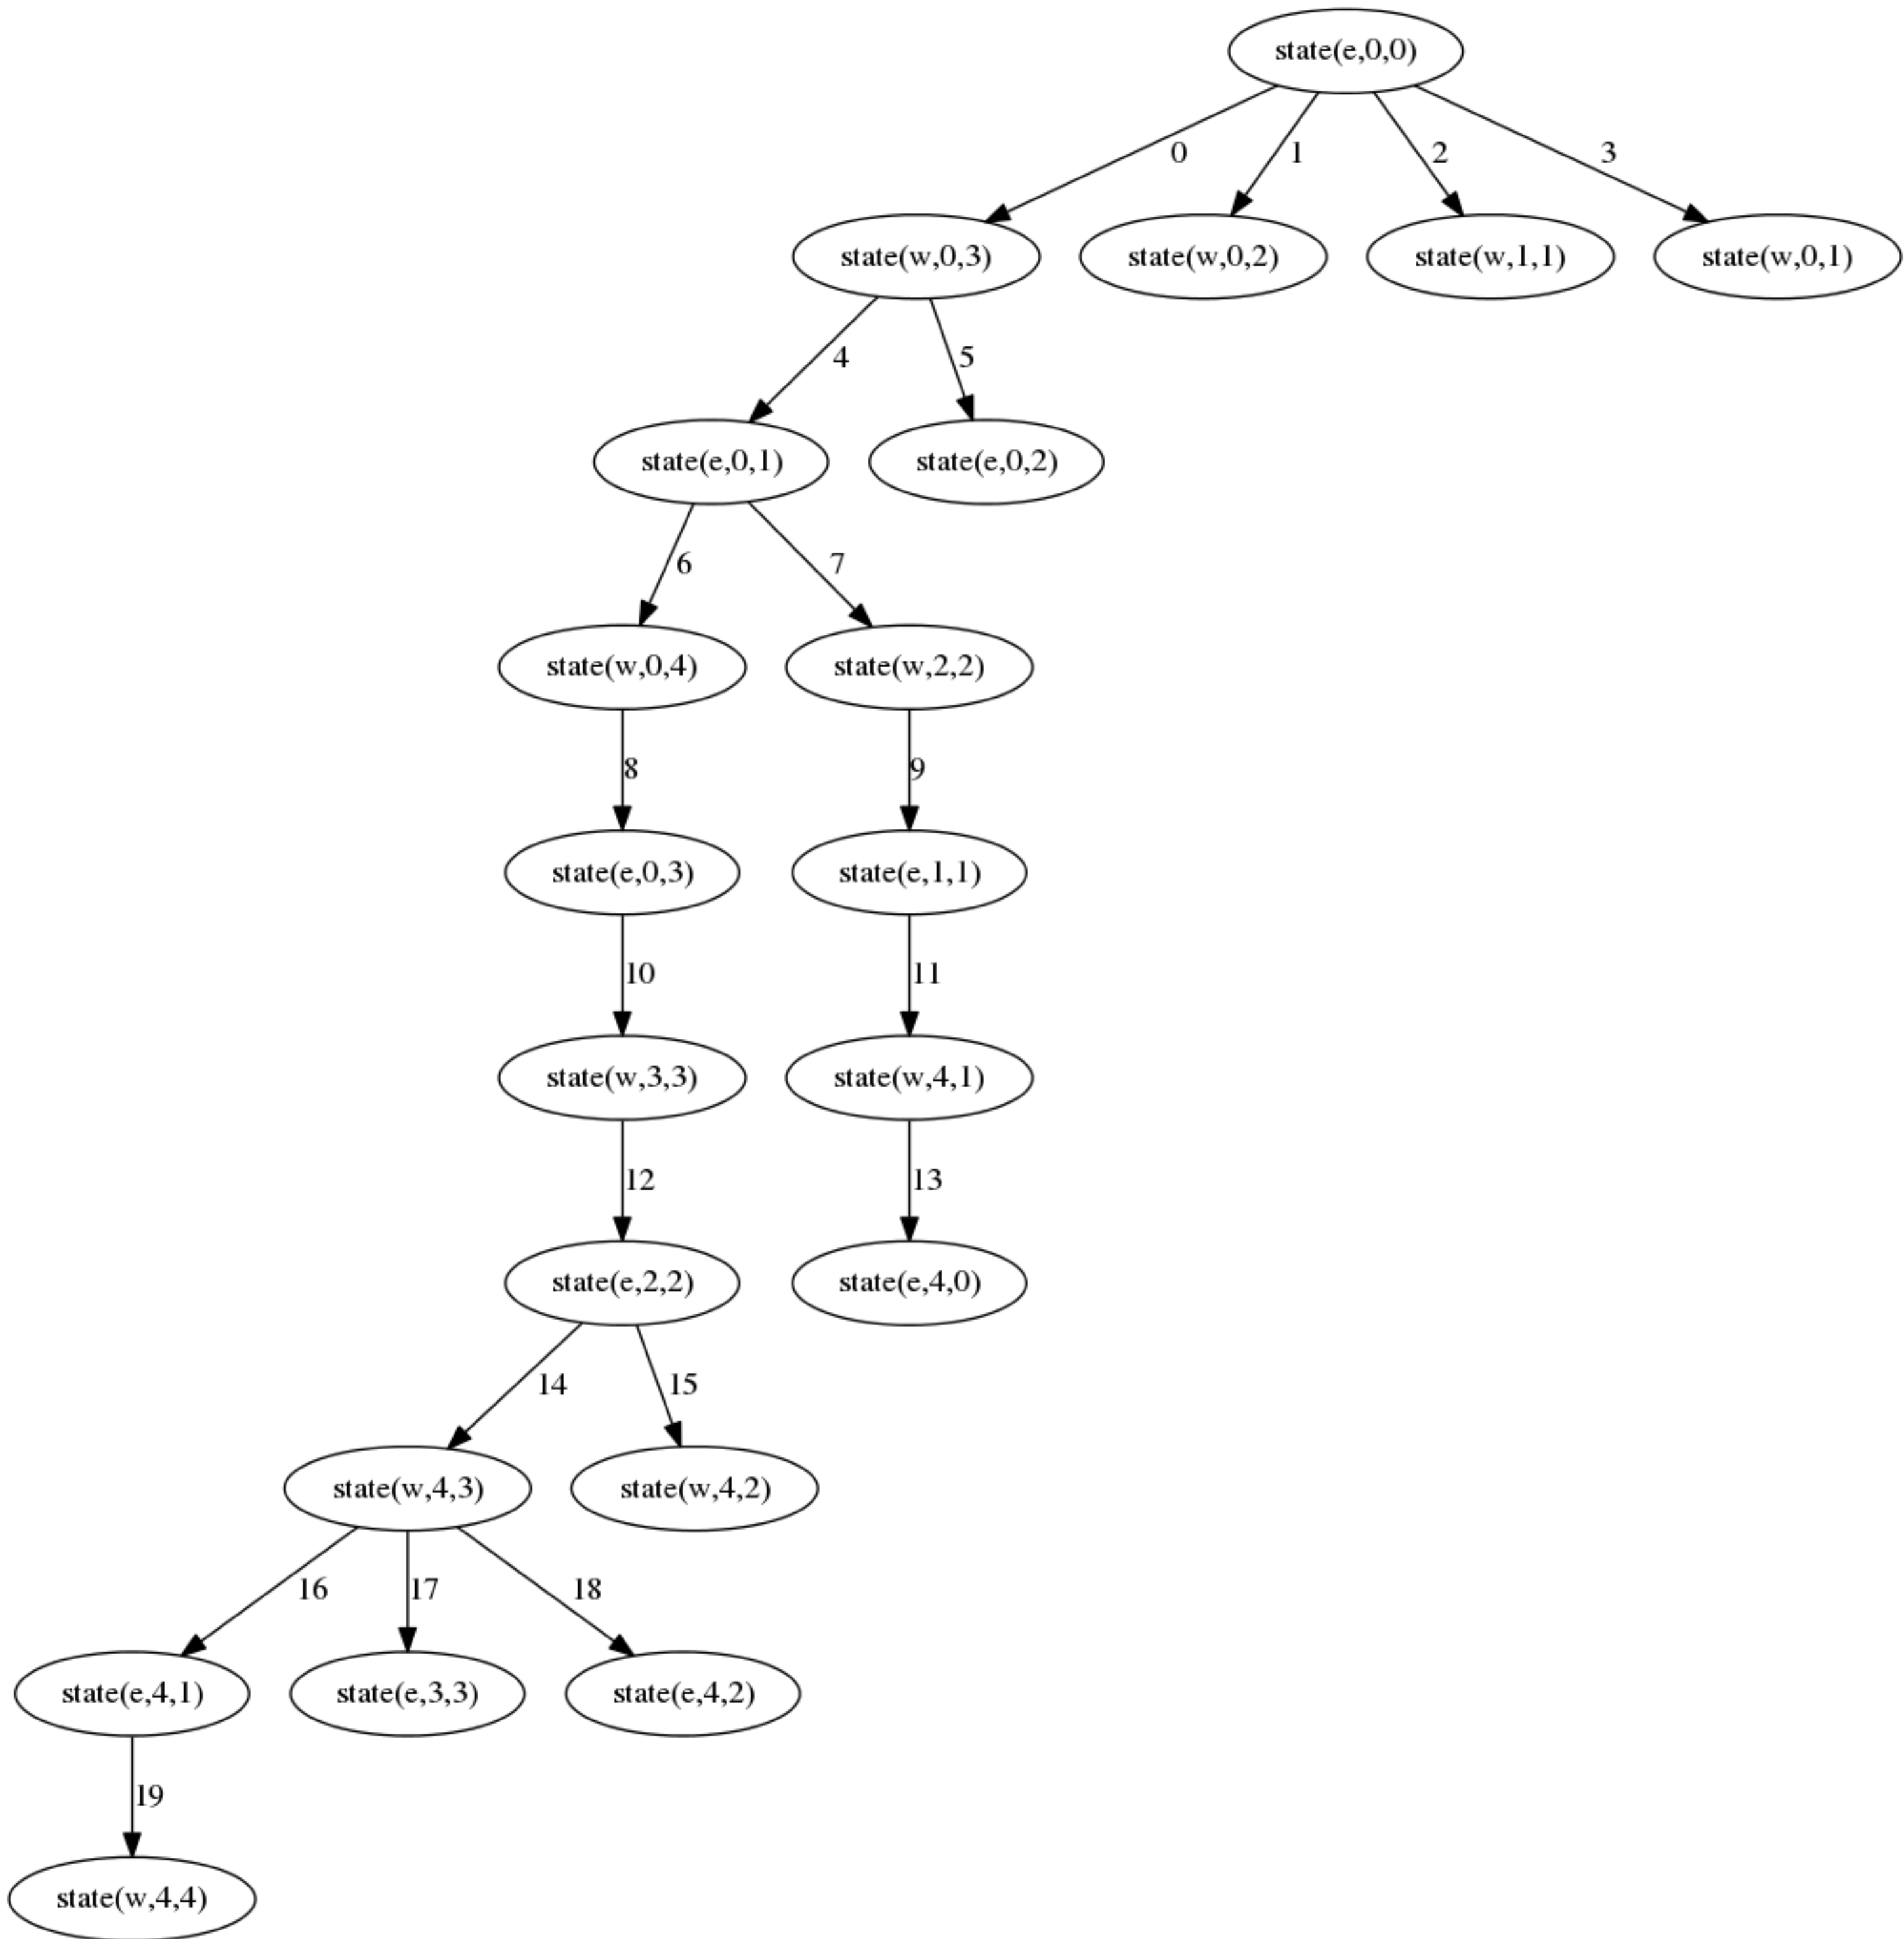 state(e,0,0)
0
1
2
3
state(w,0,3)
state(w,0,2)
state(w,1,1)
state(w,0,1)
4
5
state(e,0,1)
state(e,0,2)
6
7
state(w,0,4)
state(w,2,2)
8
9
state(e,0,3)
state(e,1,1)
10
11
state(w,3,3)
state(w,4,1)
12
13
state(e,2,2)
state(e,4,0)
14
15
state(w,4,3)
state(w,4,2)
16
17
18
state(e,4,1)
state(e,3,3)
state(e,4,2)
19
state(w,4,4)